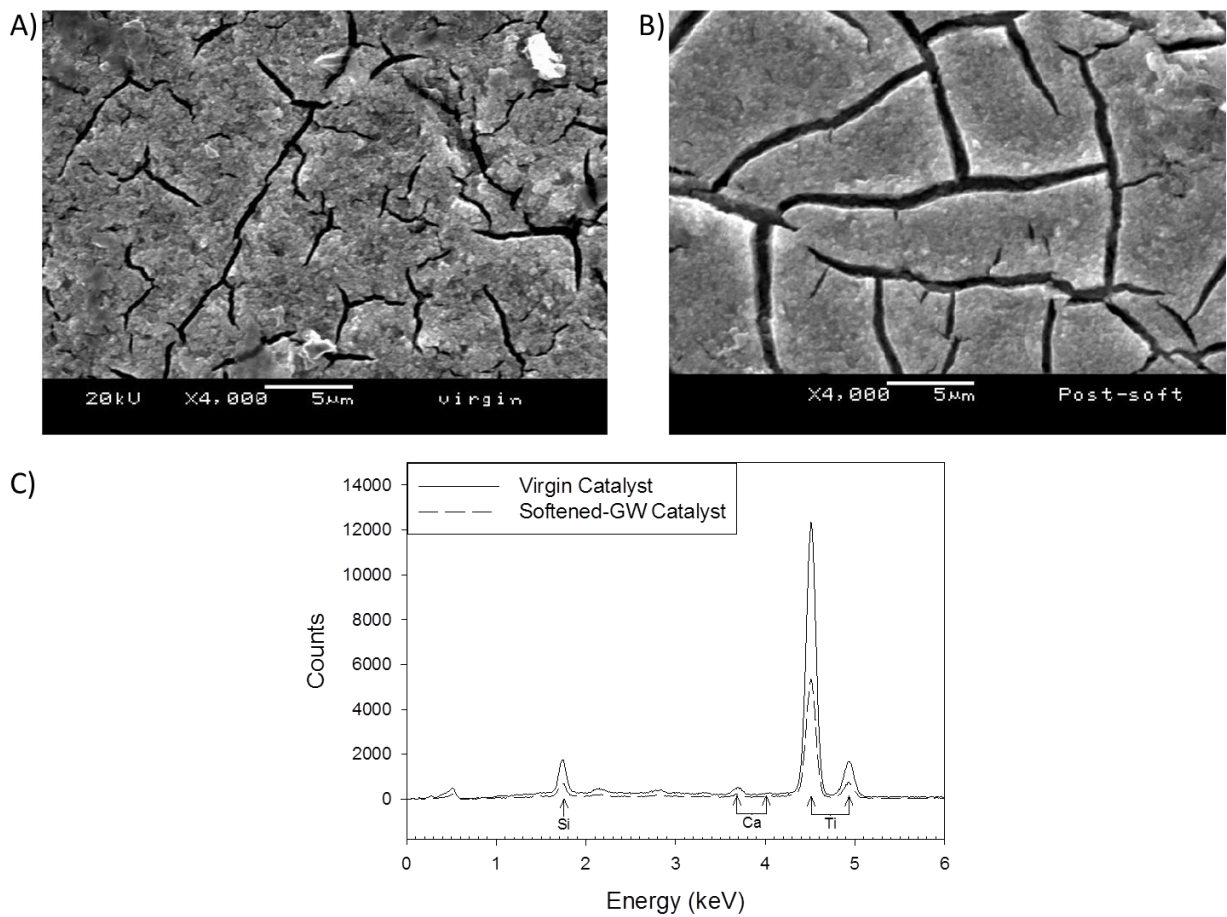 A)
20kU X4,000 5µm virgin
B)
X4,000 5µm Post-soft
C)
Virgin Catalyst
Softened-GW Catalyst
14000
12000
10000
8000
6000
4000
2000
0
Counts
Si
Ca
Ti
0 1 2 3 4 5 6
Energy (keV)